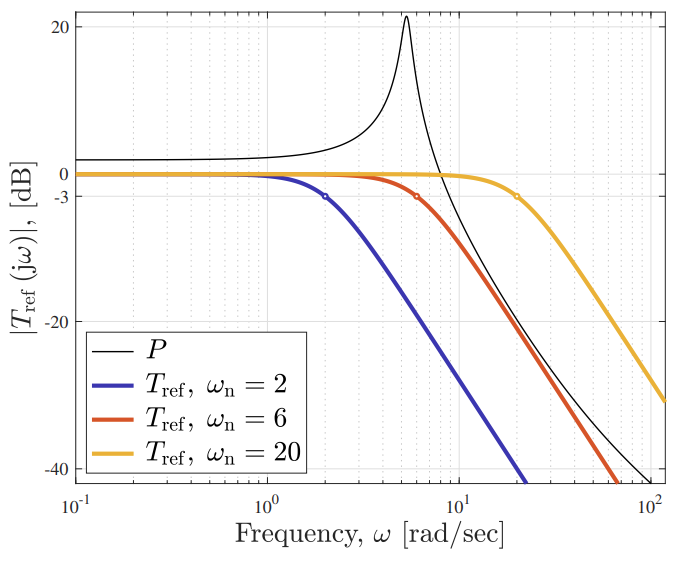 20
0
-3
-20
-40
|T_ref (jω)|, [dB]
P
T_ref, ω_n = 2
T_ref, ω_n = 6
T_ref, ω_n = 20
10^-1
10^0
10^1
10^2
Frequency, ω [rad/sec]